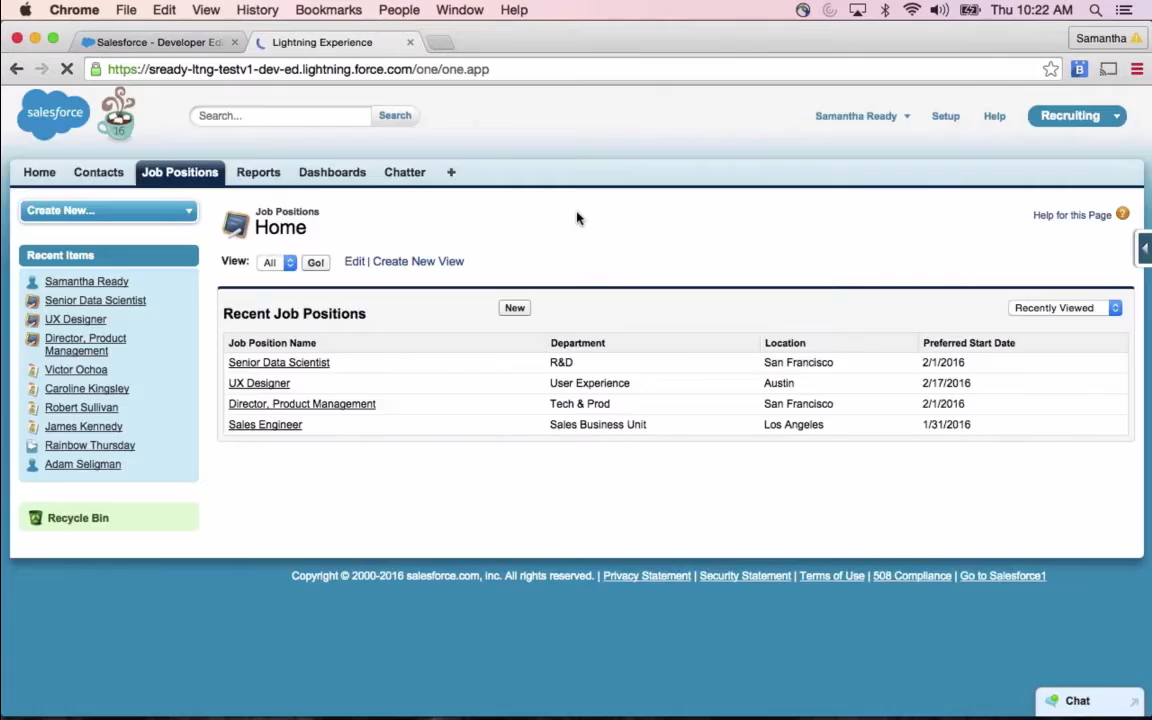 Chrome File Edit View History Bookmarks People Window Help Thu 10:22 AM
Salesforce - Developer Ed Lightning Experience Samantha
https://sready-ltng-testv1-dev-ed.lightning.force.com/one/one.app B
salesforce 16 Search... Search Samantha Ready Setup Help Recruiting
Home Contacts Job Positions Reports Dashboards Chatter +
Create New...
Job Positions
Home
Help for this Page ?
View: All Go! Edit | Create New View
Recent Items
Samantha Ready
Senior Data Scientist
UX Designer
Director, Product
Management
Victor Ochoa
Caroline Kingsley
Robert Sullivan
James Kennedy
Rainbow Thursday
Adam Seligman
Recycle Bin
Recent Job Positions New Recently Viewed
Job Position Name Department Location Preferred Start Date
Senior Data Scientist R&D San Francisco 2/1/2016
UX Designer User Experience Austin 2/17/2016
Director, Product Management Tech & Prod San Francisco 2/1/2016
Sales Engineer Sales Business Unit Los Angeles 1/31/2016
Copyright © 2000-2016 salesforce.com, inc. All rights reserved. | Privacy Statement | Security Statement | Terms of Use | 508 Compliance | Go to Salesforce1
Chat